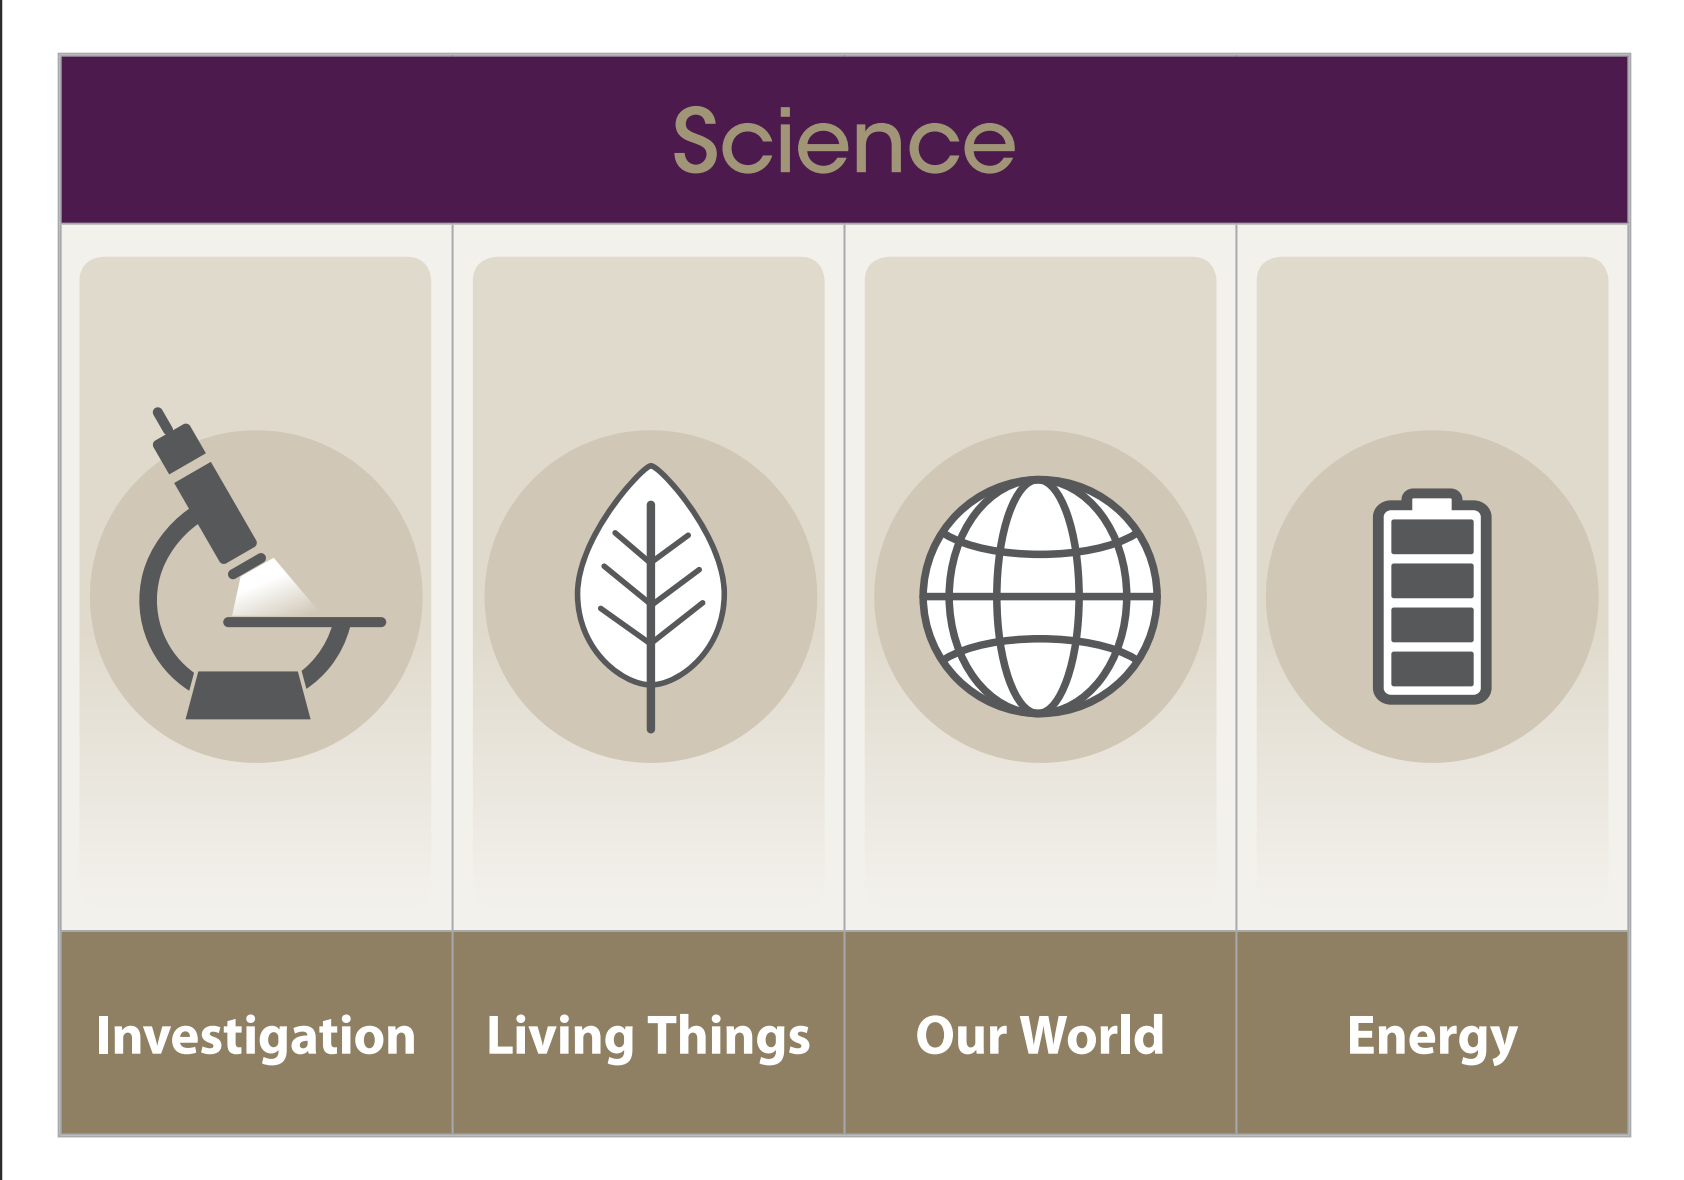 Science
Investigation
Living Things
Our World
Energy